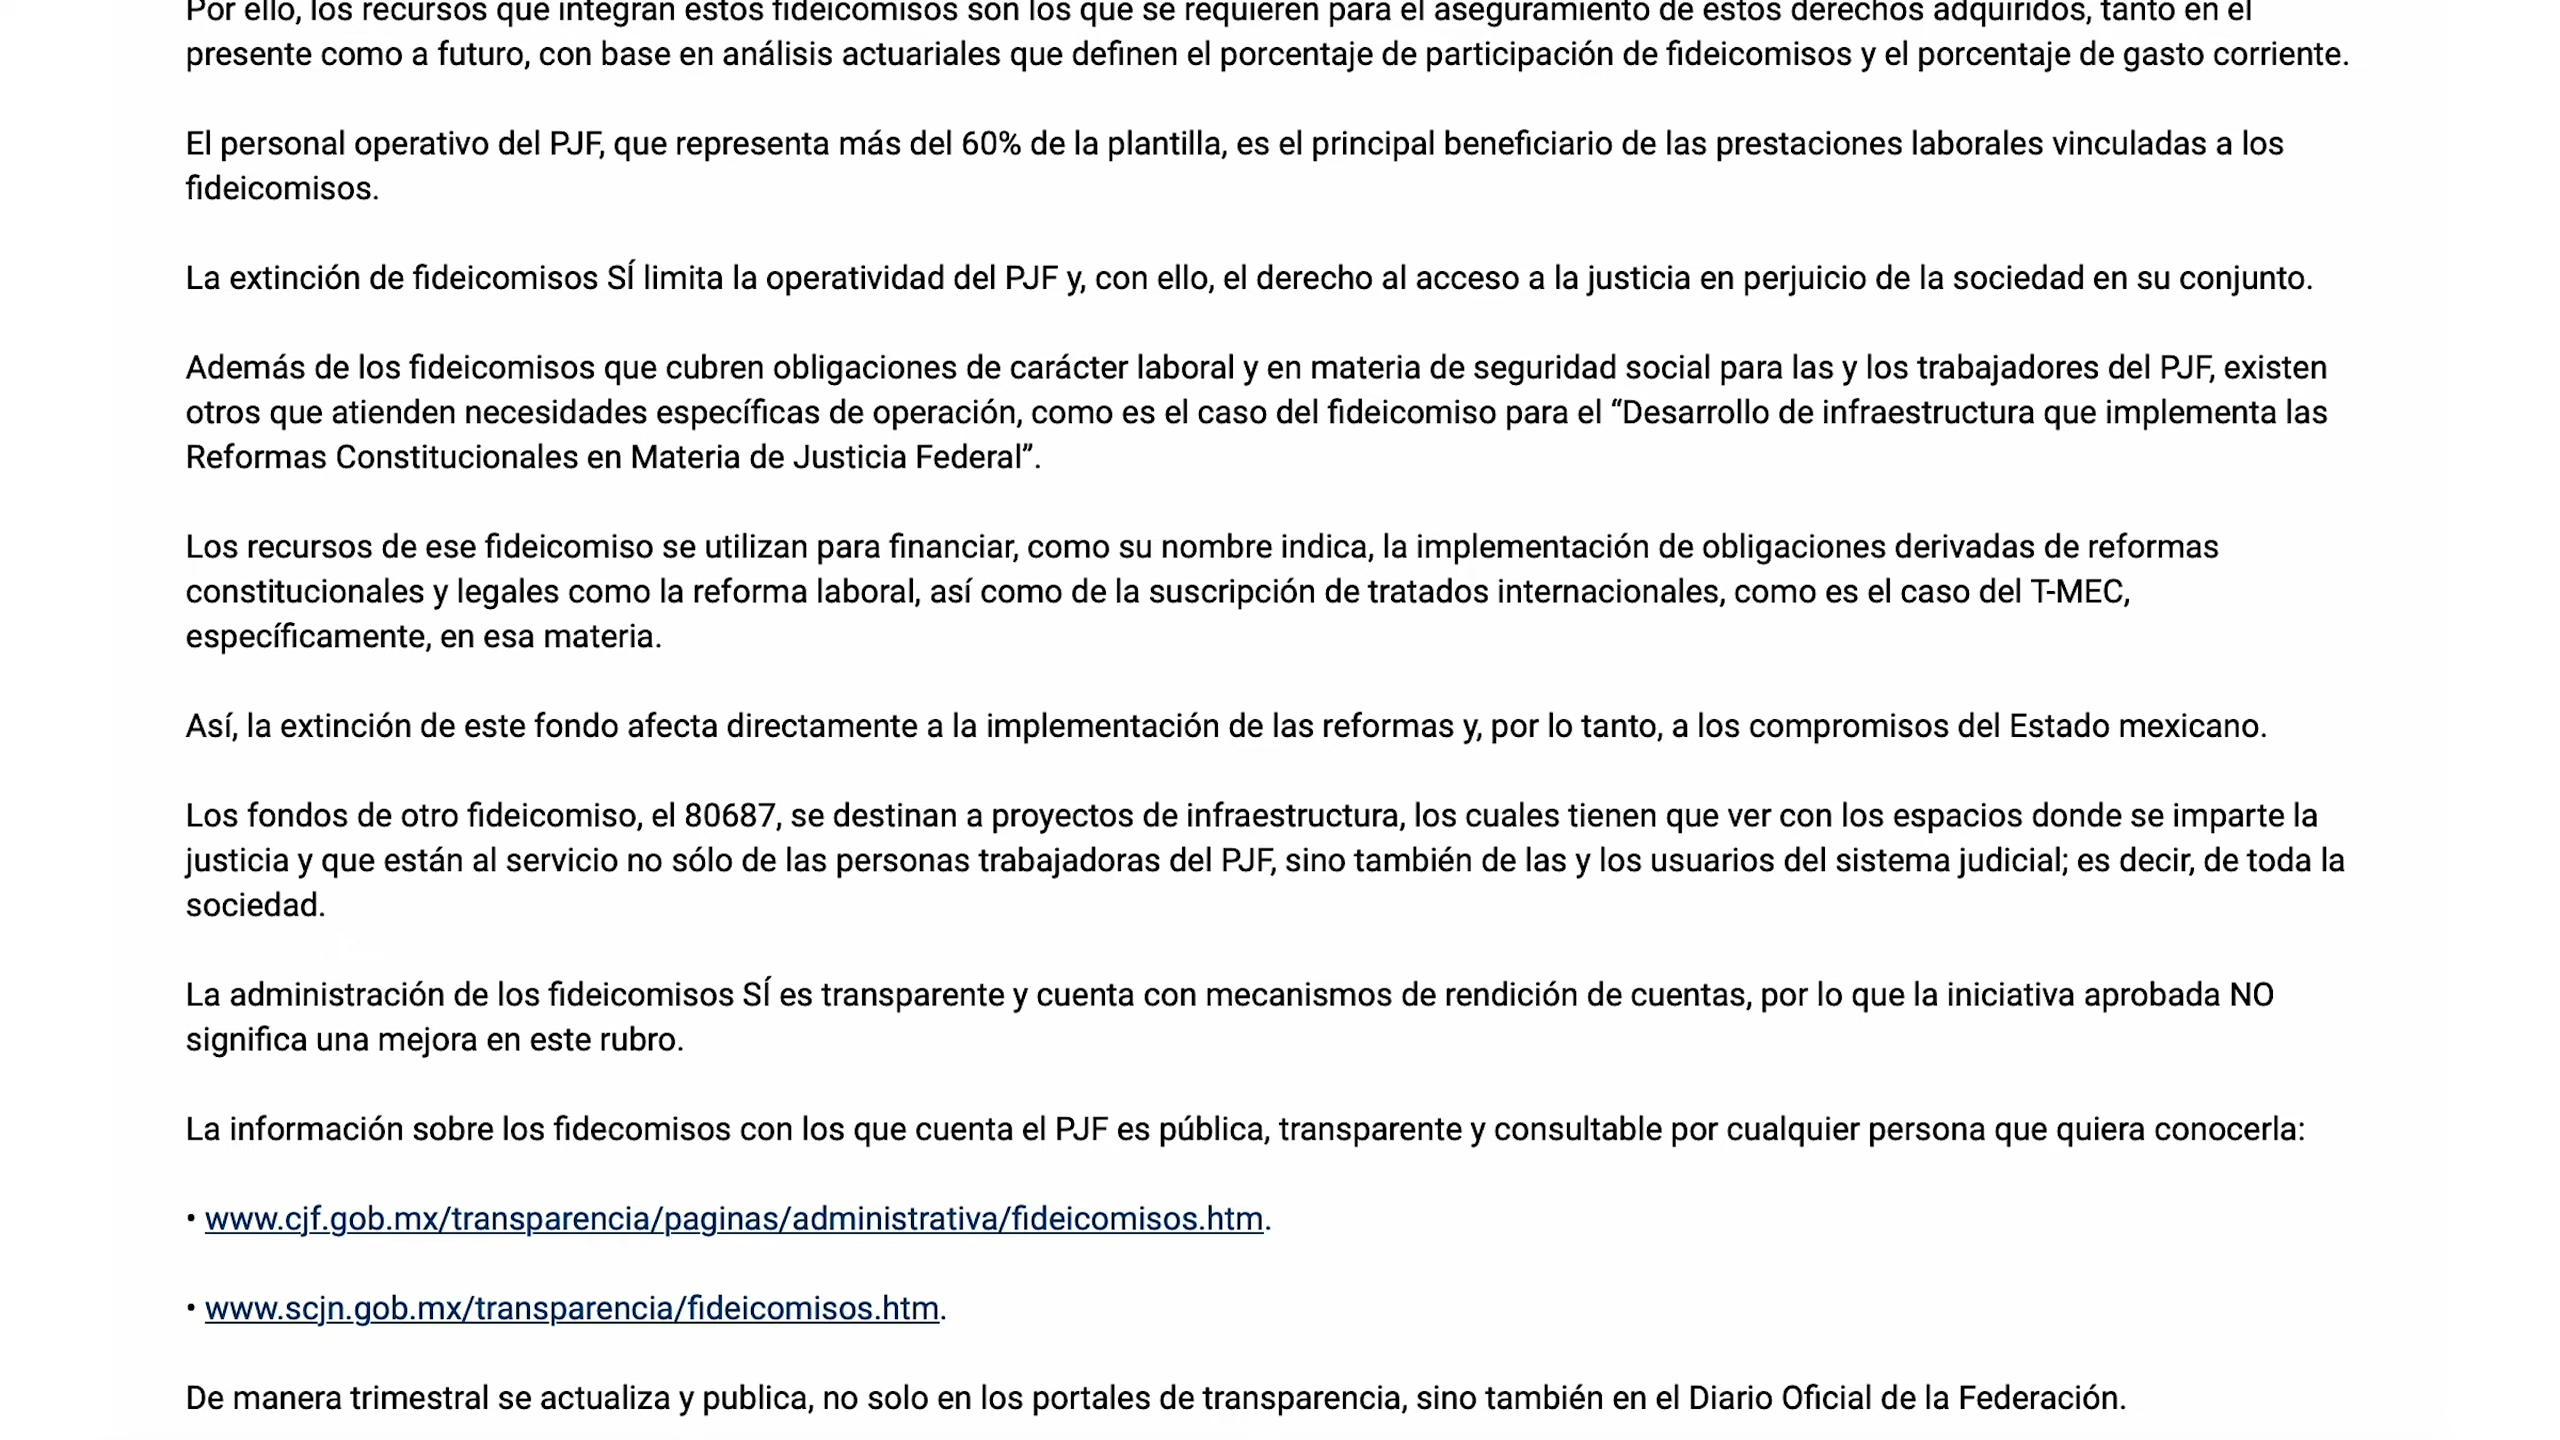 Por ello, los recursos que integran estos fideicomisos son los que se requieren para el aseguramiento de estos derechos adquiridos, tanto en el
presente como a futuro, con base en análisis actuariales que definen el porcentaje de participación de fideicomisos y el porcentaje de gasto corriente.
El personal operativo del PJF, que representa más del 60% de la plantilla, es el principal beneficiario de las prestaciones laborales vinculadas a los
fideicomisos.
La extinción de fideicomisos SÍ limita la operatividad del PJF y, con ello, el derecho al acceso a la justicia en perjuicio de la sociedad en su conjunto.
Además de los fideicomisos que cubren obligaciones de carácter laboral y en materia de seguridad social para las y los trabajadores del PJF, existen
otros que atienden necesidades específicas de operación, como es el caso del fideicomiso para el “Desarrollo de infraestructura que implementa las
Reformas Constitucionales en Materia de Justicia Federal”.
Los recursos de ese fideicomiso se utilizan para financiar, como su nombre indica, la implementación de obligaciones derivadas de reformas
constitucionales y legales como la reforma laboral, así como de la suscripción de tratados internacionales, como es el caso del T-MEC,
específicamente, en esa materia.
Así, la extinción de este fondo afecta directamente a la implementación de las reformas y, por lo tanto, a los compromisos del Estado mexicano.
Los fondos de otro fideicomiso, el 80687, se destinan a proyectos de infraestructura, los cuales tienen que ver con los espacios donde se imparte la
justicia y que están al servicio no sólo de las personas trabajadoras del PJF, sino también de las y los usuarios del sistema judicial; es decir, de toda la
sociedad.
La administración de los fideicomisos SÍ es transparente y cuenta con mecanismos de rendición de cuentas, por lo que la iniciativa aprobada NO
significa una mejora en este rubro.
La información sobre los fidecomisos con los que cuenta el PJF es pública, transparente y consultable por cualquier persona que quiera conocerla:
• www.cjf.gob.mx/transparencia/paginas/administrativa/fideicomisos.htm.
• www.scjn.gob.mx/transparencia/fideicomisos.htm.
De manera trimestral se actualiza y publica, no solo en los portales de transparencia, sino también en el Diario Oficial de la Federación.